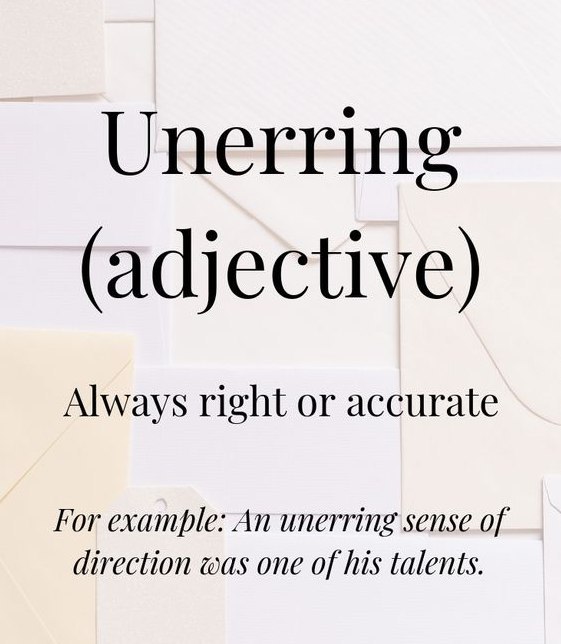 Unerring
(adjective)
Always right or accurate
For example: An unerring sense of
direction was one of his talents.